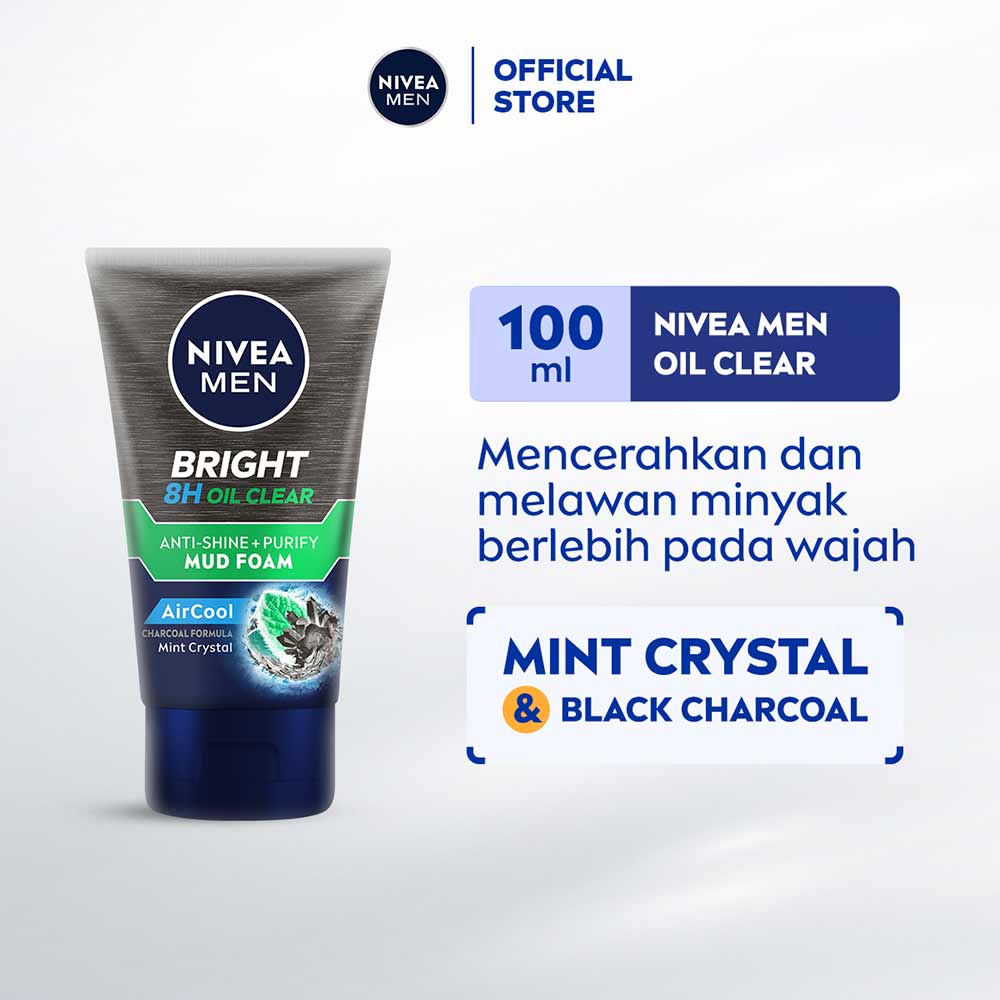 NIVEA
MEN
OFFICIAL
STORE
NIVEA
MEN
BRIGHT
8H OIL CLEAR
ANTI-SHINE + PURIFY
MUD FOAM
AirCool
CHARCOAL FORMULA
Mint Crystal
100
ml
NIVEA MEN
OIL CLEAR
Mencerahkan dan
melawan minyak
berlebih pada wajah
MINT CRYSTAL
& BLACK CHARCOAL